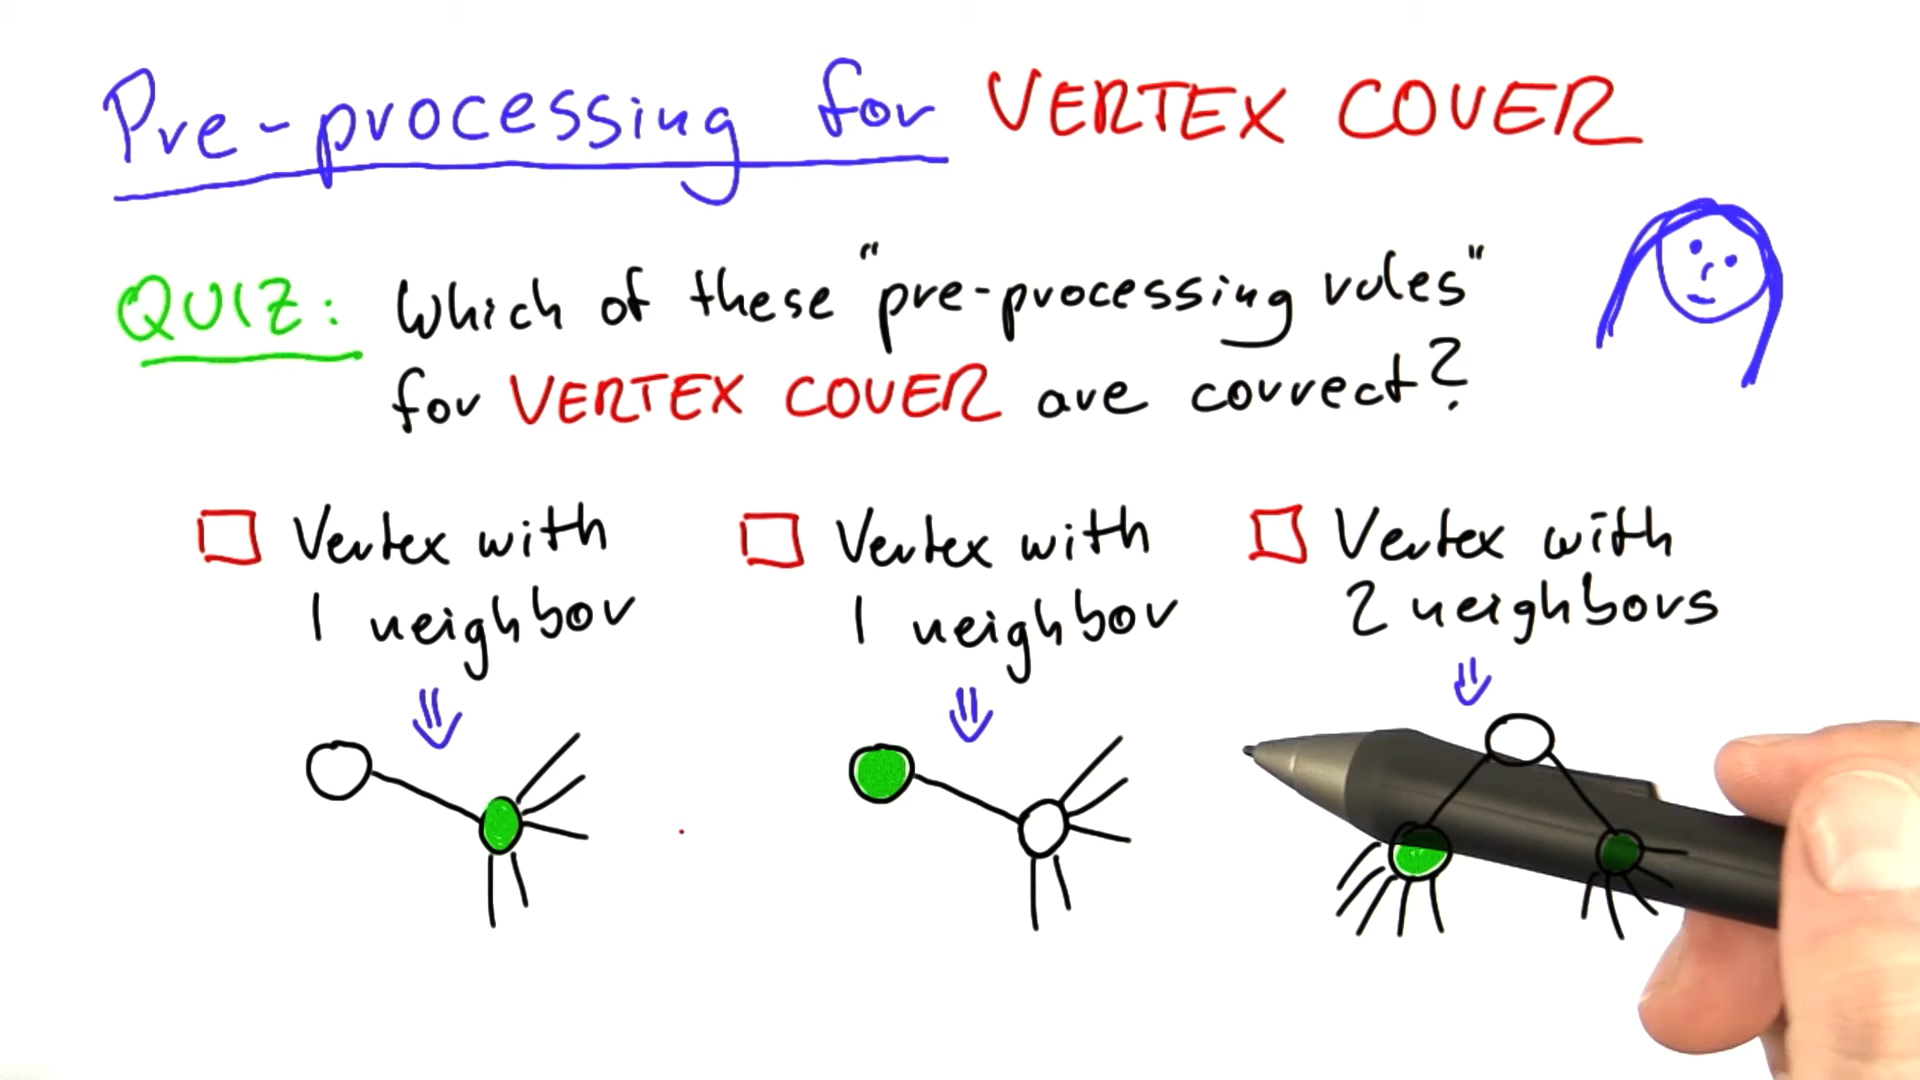 Pre-processing for VERTEX COVER
QUIZ: Which of these "pre-processing rules"
for VERTEX COVER are correct?
Vertex with
1 neighbor
Vertex with
1 neighbor
Vertex with
2 neighbors